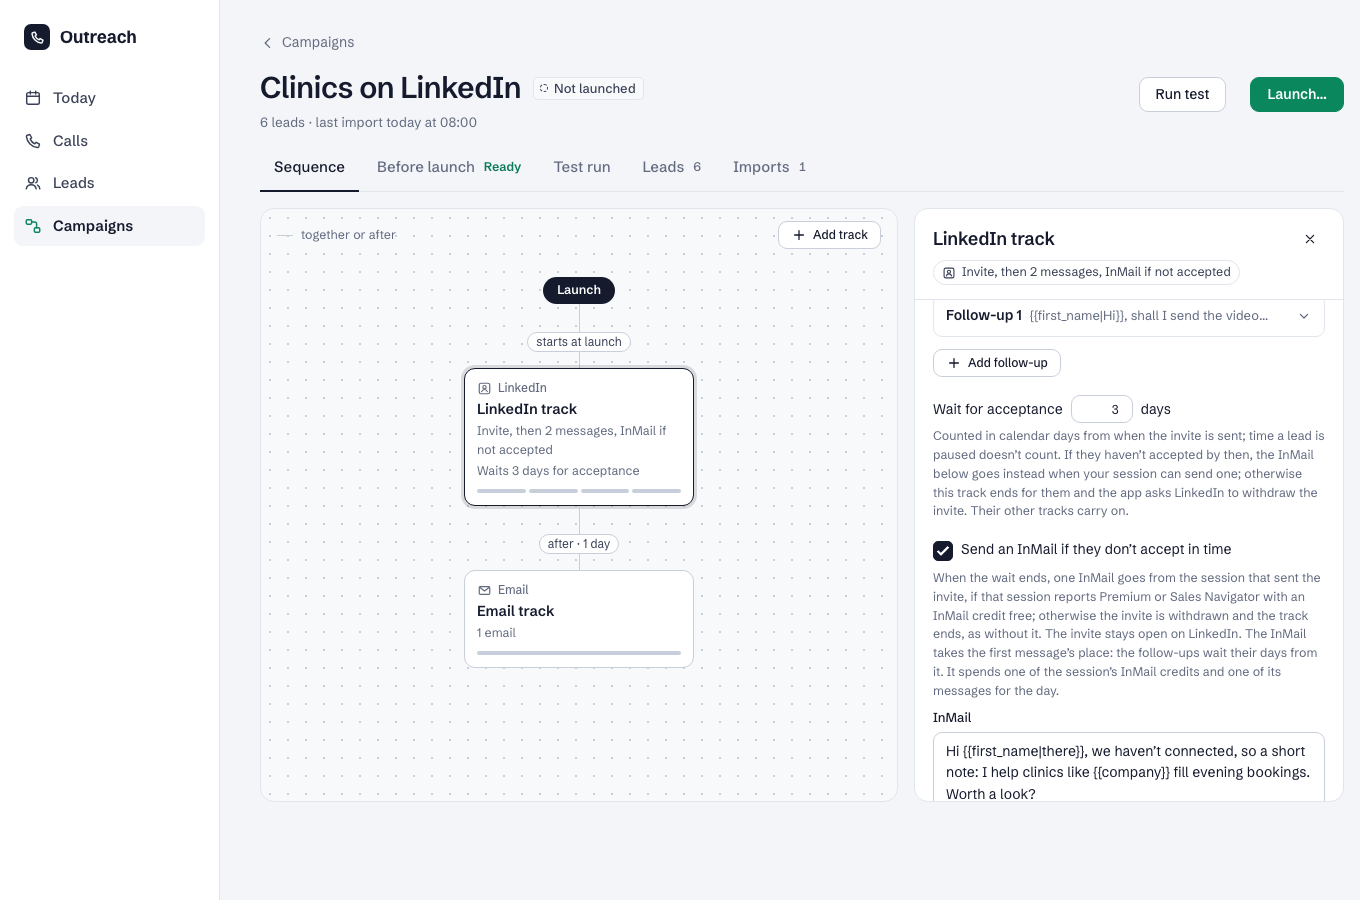 Outreach
Today
Calls
Leads
Campaigns
Campaigns
Clinics on LinkedIn
Not launched
6 leads · last import today at 08:00
Run test
Launch...
Sequence
Before launch Ready
Test run
Leads 6
Imports 1
together or after
Add track
Launch
starts at launch
LinkedIn
LinkedIn track
Invite, then 2 messages, InMail if
not accepted
Waits 3 days for acceptance
after · 1 day
Email
Email track
1 email
LinkedIn track
Invite, then 2 messages, InMail if not accepted
Follow-up 1 {{first_name|Hi}}, shall I send the video...
Add follow-up
Wait for acceptance 3 days
Counted in calendar days from when the invite is sent; time a lead is
paused doesn’t count. If they haven’t accepted by then, the InMail
below goes instead when your session can send one; otherwise
this track ends for them and the app asks LinkedIn to withdraw the
invite. Their other tracks carry on.
Send an InMail if they don’t accept in time
When the wait ends, one InMail goes from the session that sent the
invite, if that session reports Premium or Sales Navigator with an
InMail credit free; otherwise the invite is withdrawn and the track
ends, as without it. The invite stays open on LinkedIn. The InMail
takes the first message’s place: the follow-ups wait their days from
it. It spends one of the session’s InMail credits and one of its
messages for the day.
InMail
Hi {{first_name|there}}, we haven’t connected, so a short
note: I help clinics like {{company}} fill evening bookings.
Worth a look?